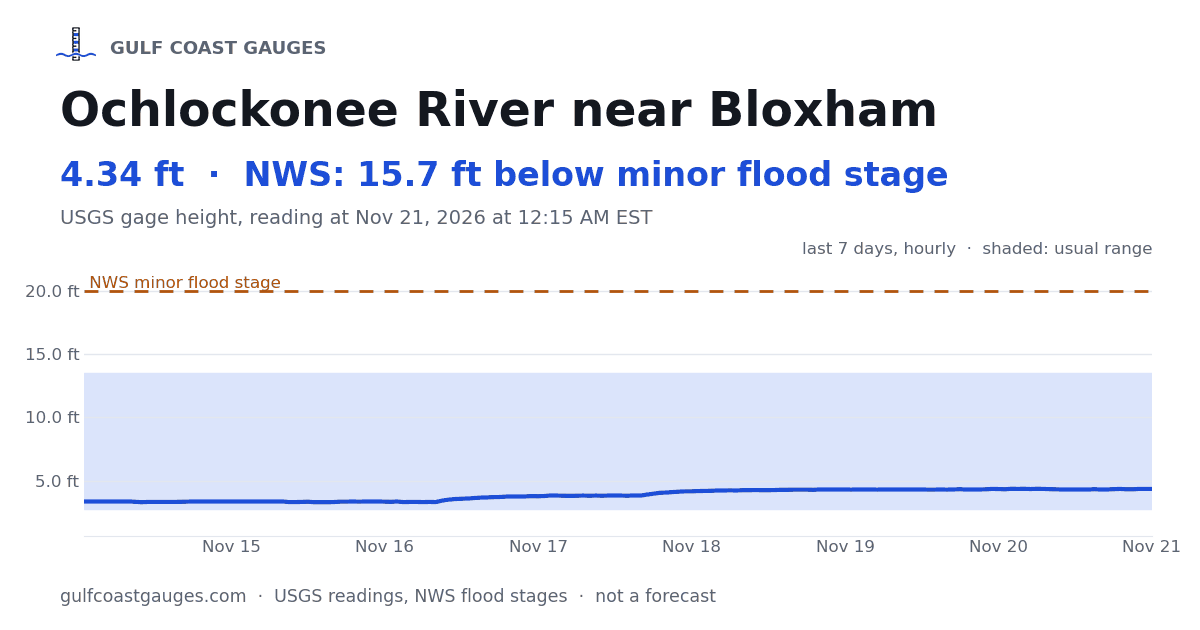 GULF COAST GAUGES
Ochlockonee River near Bloxham
4.34 ft · NWS: 15.7 ft below minor flood stage
USGS gage height, reading at Nov 21, 2026 at 12:15 AM EST
last 7 days, hourly · shaded: usual range
NWS minor flood stage
20.0 ft
15.0 ft
10.0 ft
5.0 ft
Nov 15 Nov 16 Nov 17 Nov 18 Nov 19 Nov 20 Nov 21
gulfcoastgauges.com · USGS readings, NWS flood stages · not a forecast